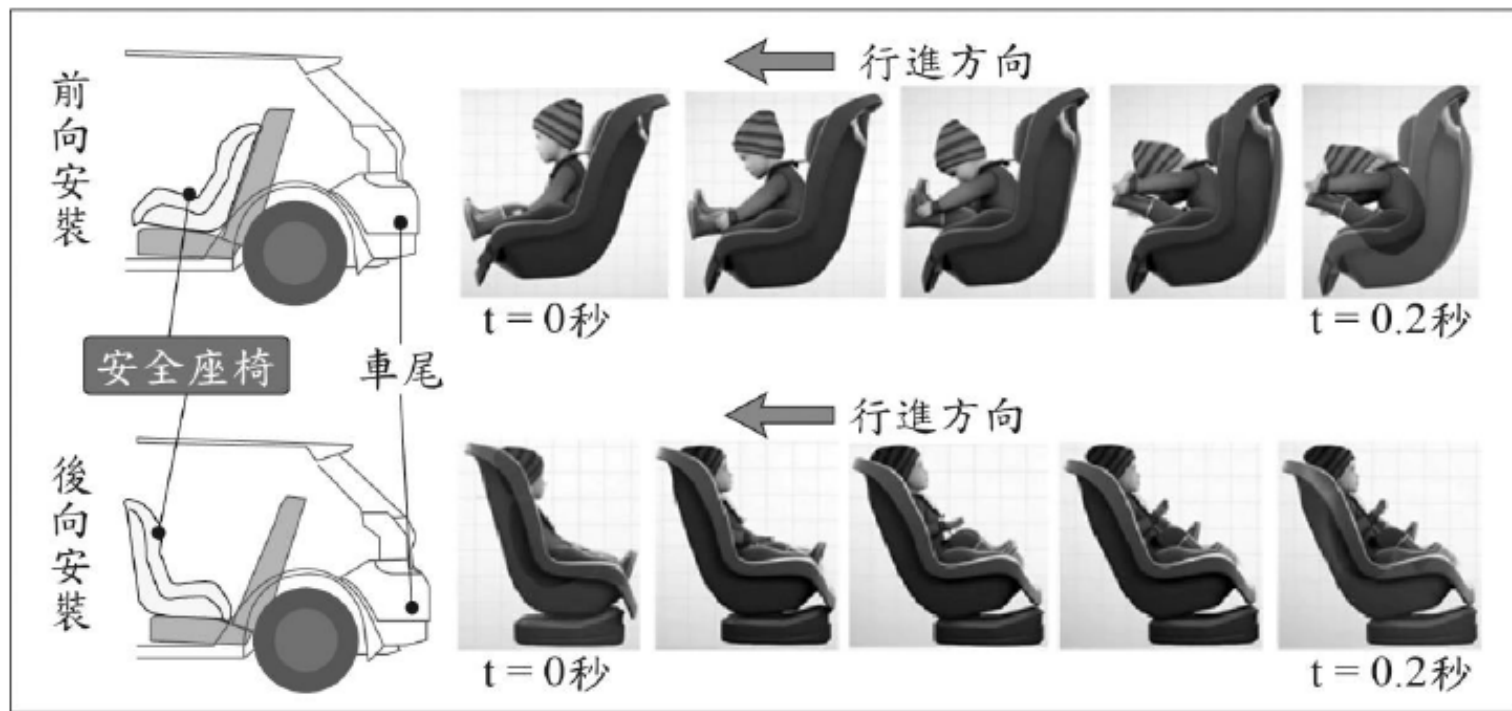 前向安裝
行進方向
t = 0秒
t = 0.2秒
安全座椅
車尾
後向安裝
行進方向
t = 0秒
t = 0.2秒